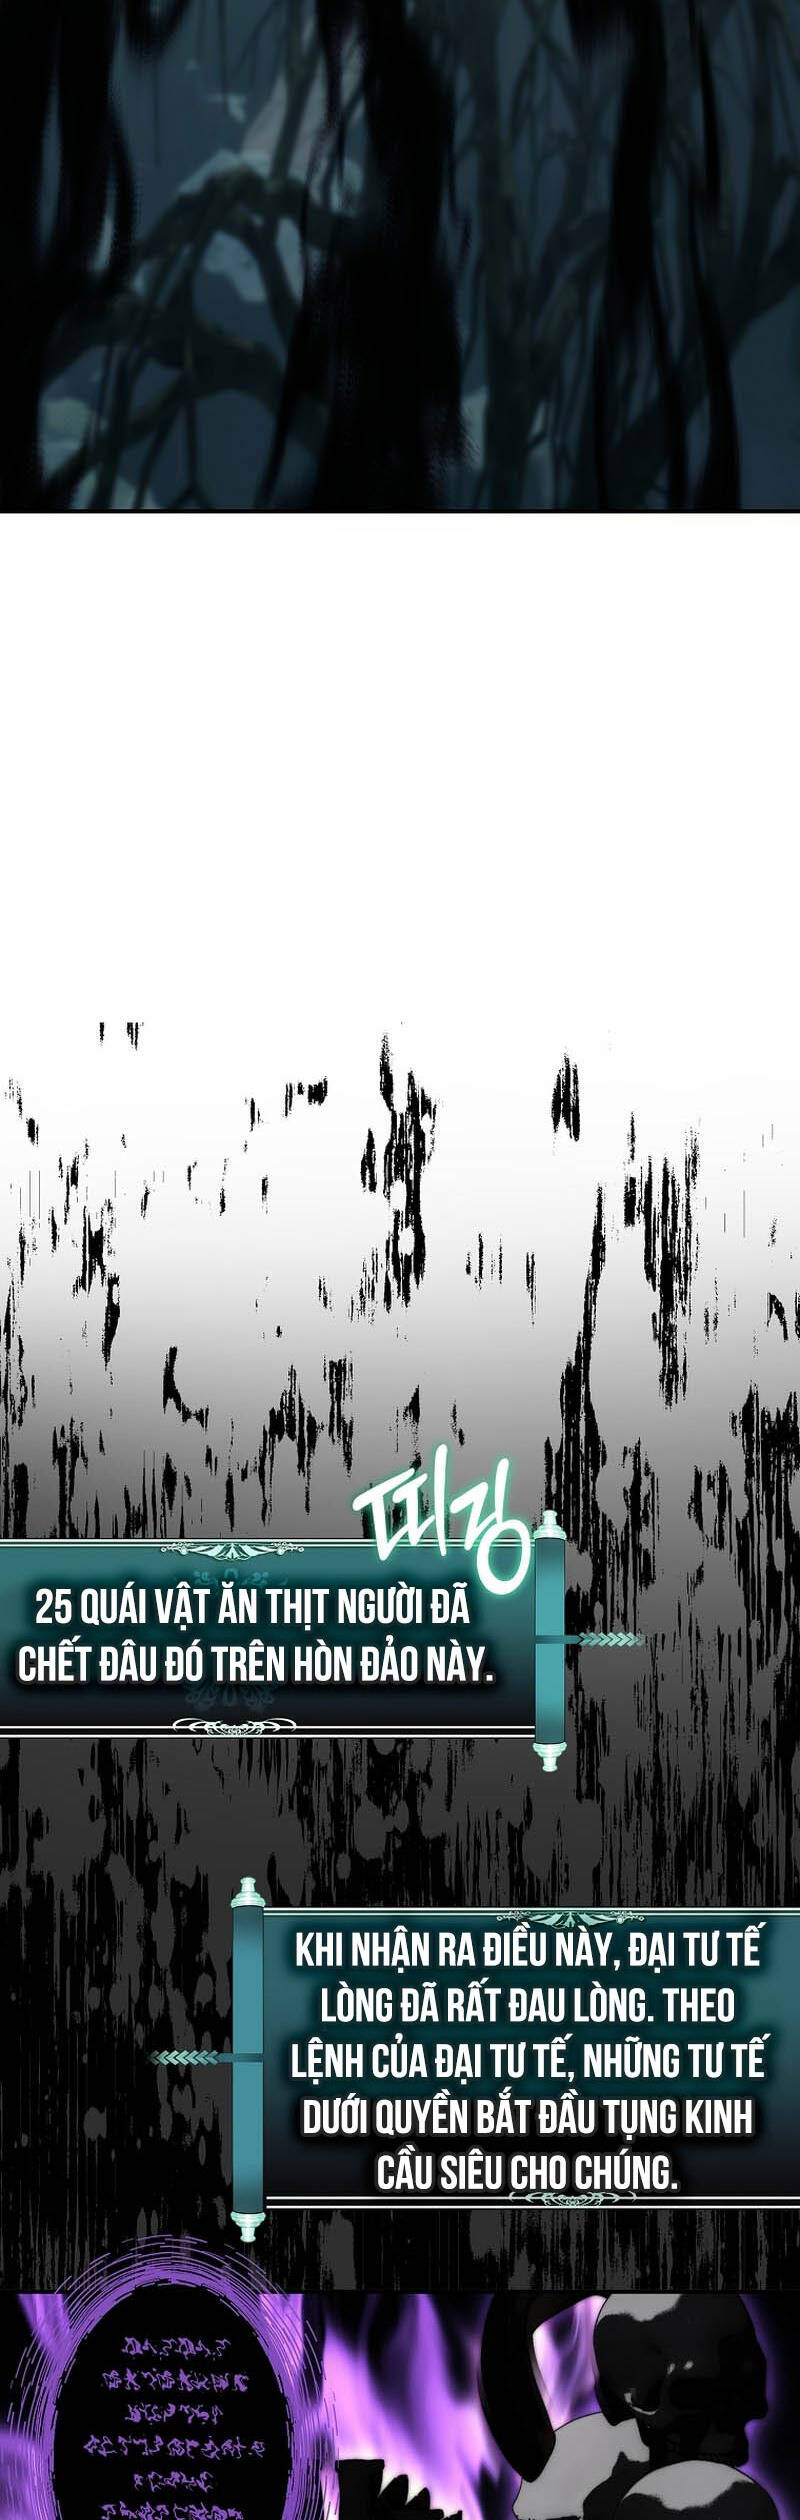 띠링
25 QUÁI VẬT ĂN THỊT NGƯỜI ĐÃ
CHẾT ĐÂU ĐÓ TRÊN HÒN ĐẢO NÀY.
KHI NHẬN RA ĐIỀU NÀY, ĐẠI TƯ TẾ
LÒNG ĐÃ RẤT ĐAU LÒNG. THEO
LỆNH CỦA ĐẠI TƯ TẾ, NHỮNG TƯ TẾ
DƯỚI QUYỀN BẮT ĐẦU TỤNG KINH
CẦU SIÊU CHO CHÚNG.